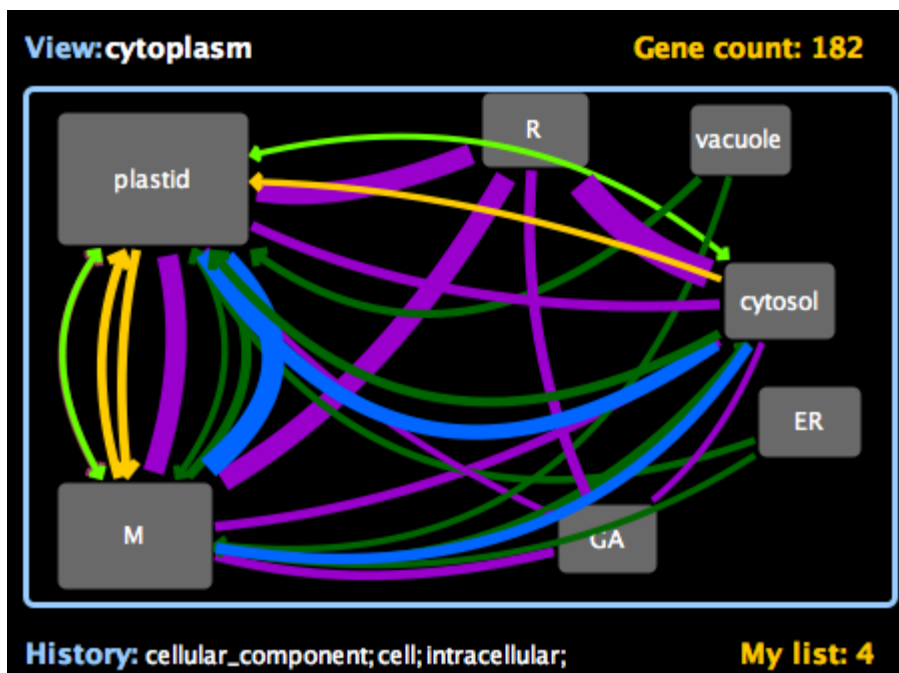 View:cytoplasm
Gene count: 182
R
vacuole
plastid
cytosol
ER
M
GA
History: cellular_component;cell;intracellular;
My list: 4